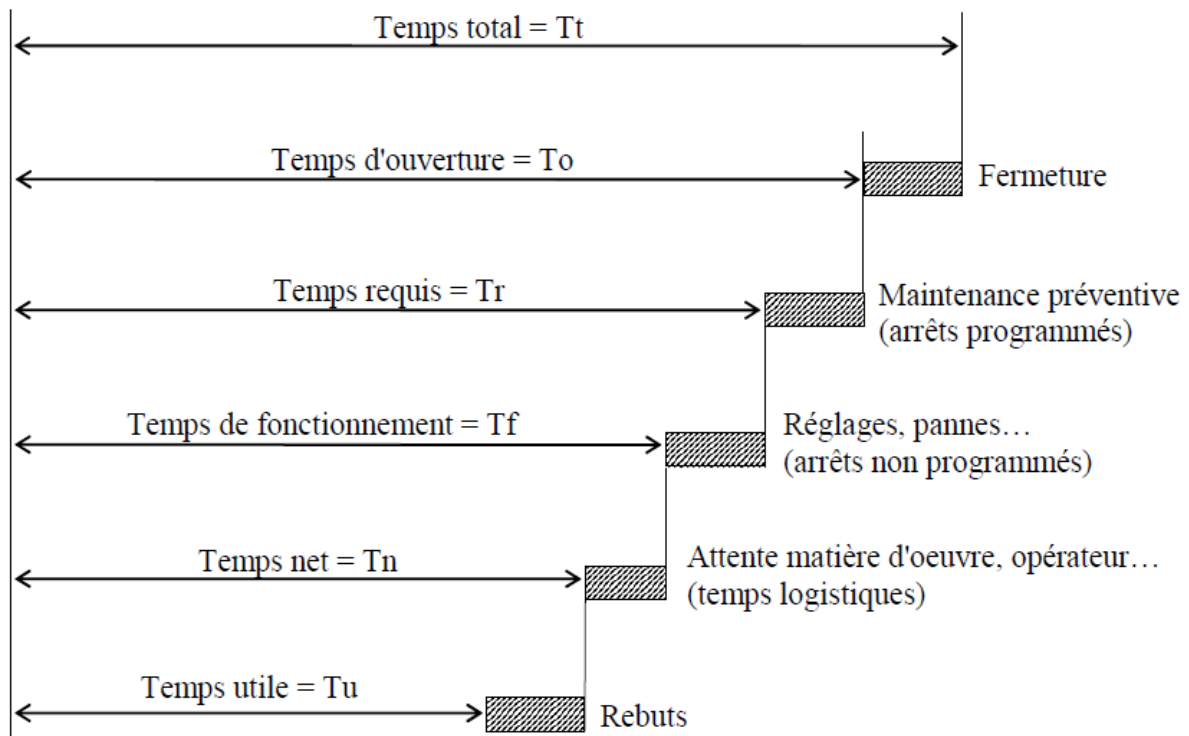 Temps total = Tt
Temps d'ouverture = To
Fermeture
Temps requis = Tr
Maintenance préventive
(arrêts programmés)
Temps de fonctionnement = Tf
Réglages, pannes…
(arrêts non programmés)
Temps net = Tn
Attente matière d'oeuvre, opérateur…
(temps logistiques)
Temps utile = Tu
Rebuts